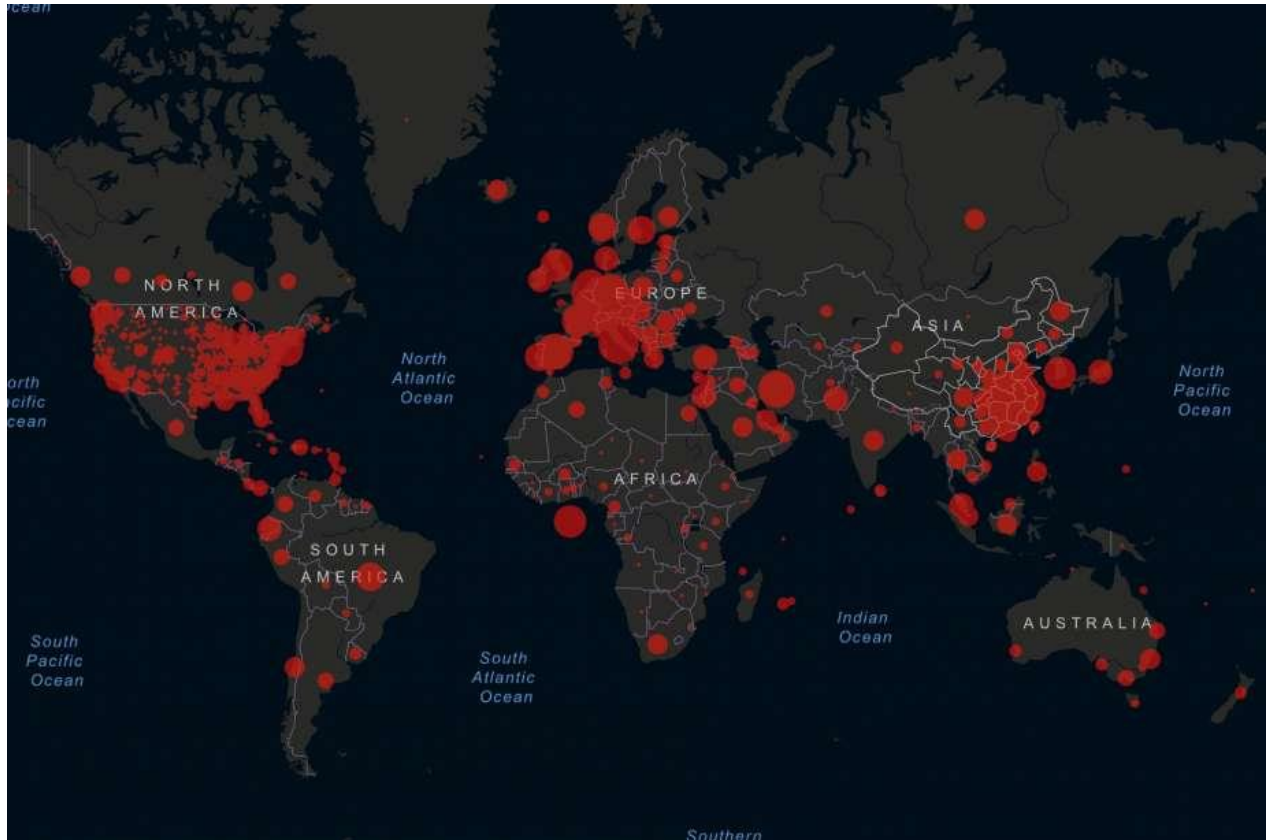 Ocean
NORTH
AMERICA
EUROPE
ASIA
North
Atlantic
Ocean
North
Pacific
Ocean
AFRICA
SOUTH
AMERICA
Indian
Ocean
AUSTRALIA
South
Pacific
Ocean
South
Atlantic
Ocean
Southern